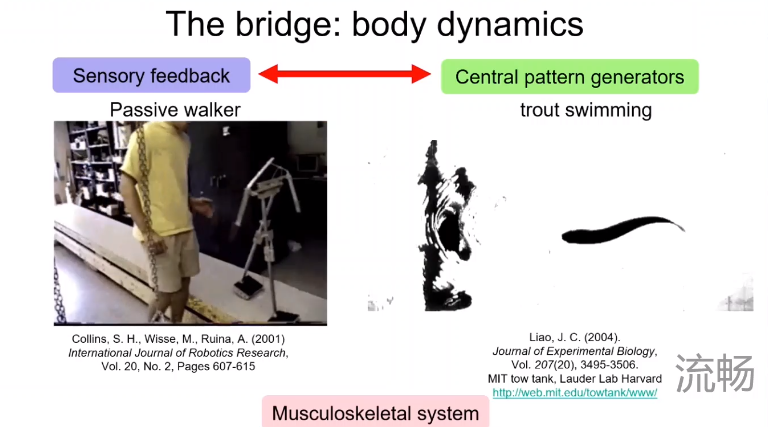 The bridge: body dynamics
Sensory feedback
Central pattern generators
Passive walker
trout swimming
Collins, S. H., Wisse, M., Ruina, A. (2001)
International Journal of Robotics Research,
Vol. 20, No. 2, Pages 607-615
Liao, J. C. (2004).
Journal of Experimental Biology,
Vol. 207(20), 3495-3506.
MIT tow tank, Lauder Lab Harvard
http://web.mit.edu/towtank/www/
流畅
Musculoskeletal system